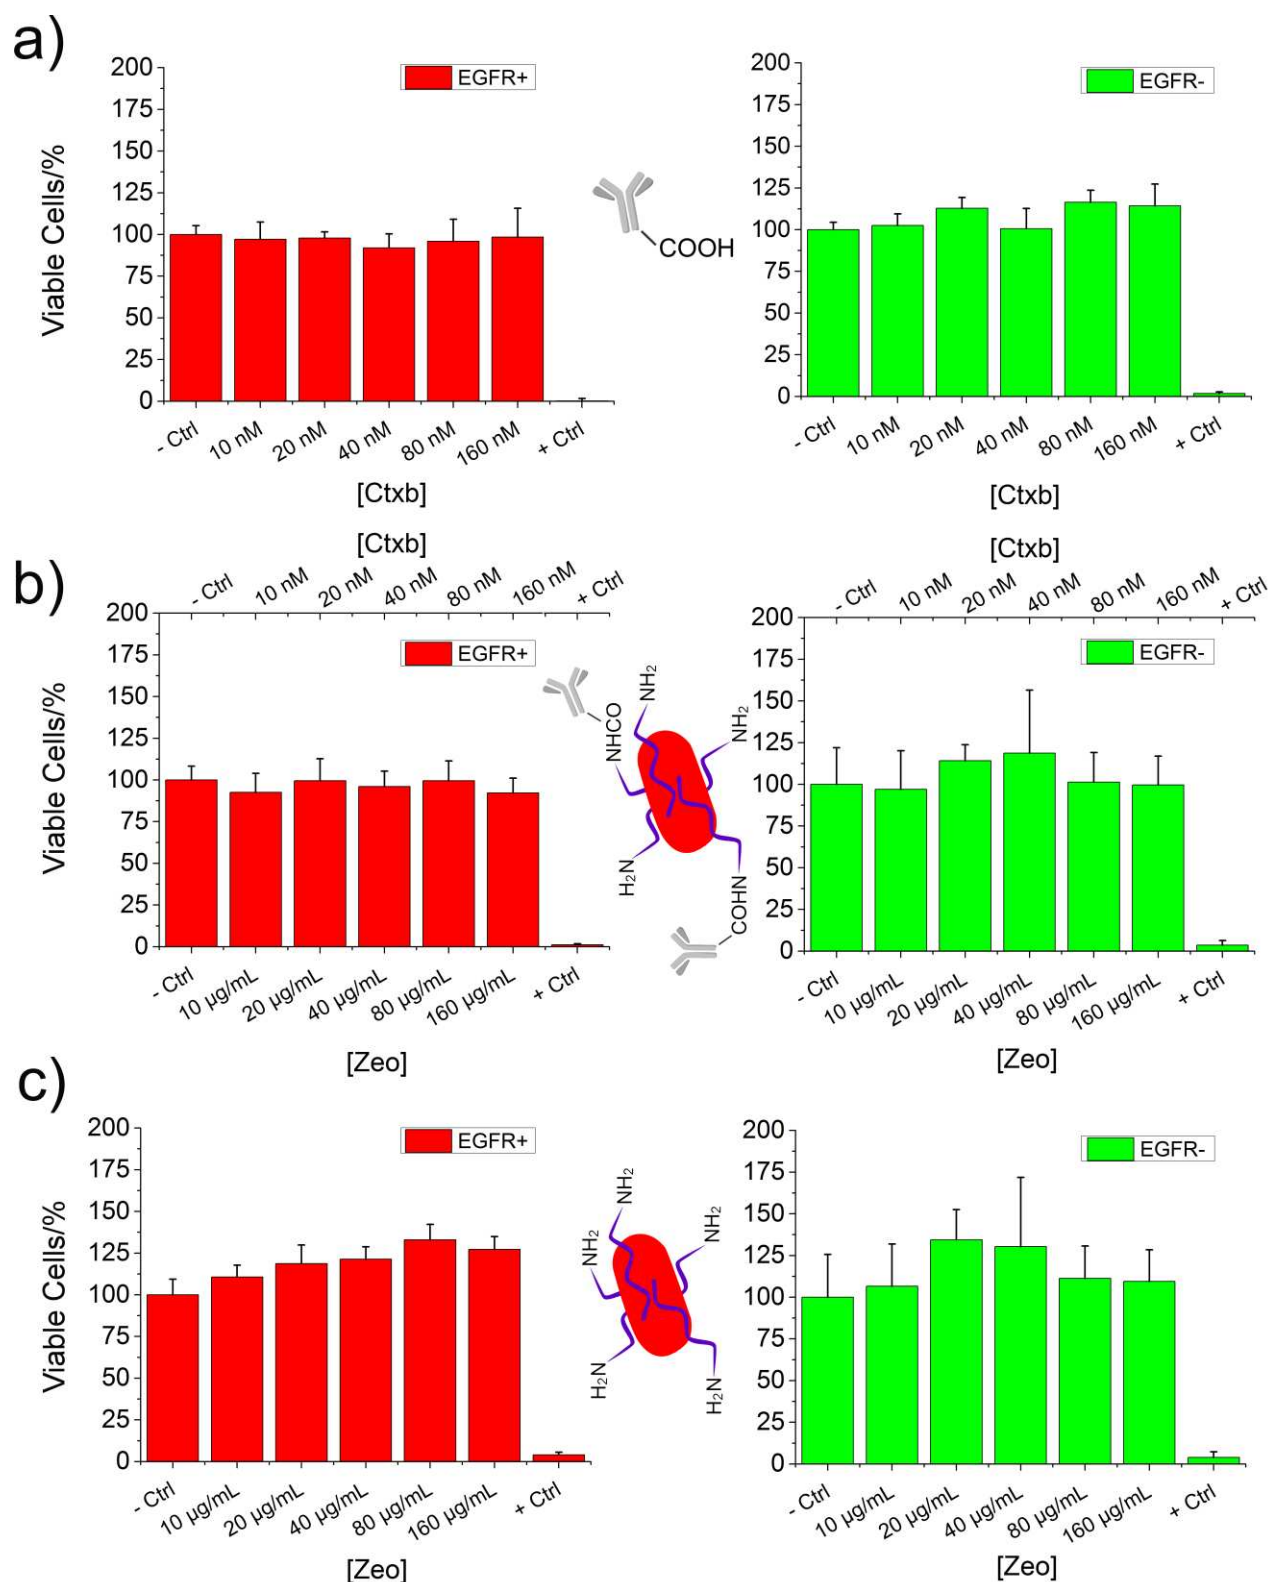 a)
Viable Cells/%
200
175
150
125
100
75
50
25
0
EGFR+
- Ctrl
10 nM
20 nM
40 nM
80 nM
160 nM
+ Ctrl
[Ctxb]
COOH
200
175
150
125
100
75
50
25
0
EGFR-
- Ctrl
10 nM
20 nM
40 nM
80 nM
160 nM
+ Ctrl
[Ctxb]
b)
[Ctxb]
- Ctrl
10 nM
20 nM
40 nM
80 nM
160 nM
+ Ctrl
Viable Cells/%
200
175
150
125
100
75
50
25
0
EGFR+
- Ctrl
10 µg/mL
20 µg/mL
40 µg/mL
80 µg/mL
160 µg/mL
+ Ctrl
[Zeo]
NH2
NHCO
NH2
H2N
COHN
[Ctxb]
- Ctrl
10 nM
20 nM
40 nM
80 nM
160 nM
+ Ctrl
200
175
150
125
100
75
50
25
0
EGFR-
- Ctrl
10 µg/mL
20 µg/mL
40 µg/mL
80 µg/mL
160 µg/mL
+ Ctrl
[Zeo]
c)
Viable Cells/%
200
175
150
125
100
75
50
25
0
EGFR+
- Ctrl
10 µg/mL
20 µg/mL
40 µg/mL
80 µg/mL
160 µg/mL
+ Ctrl
[Zeo]
NH2
NH2
NH2
H2N
H2N
200
175
150
125
100
75
50
25
0
EGFR-
- Ctrl
10 µg/mL
20 µg/mL
40 µg/mL
80 µg/mL
160 µg/mL
+ Ctrl
[Zeo]